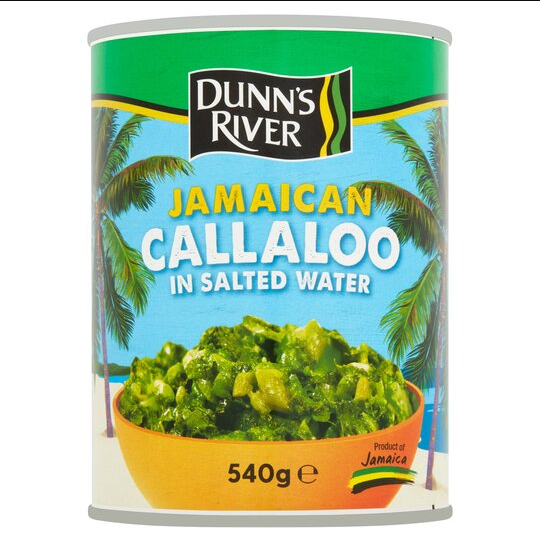 DUNN'S
RIVER
JAMAICAN
CALLALOO
IN SALTED WATER
540g ℮
Product of
Jamaica